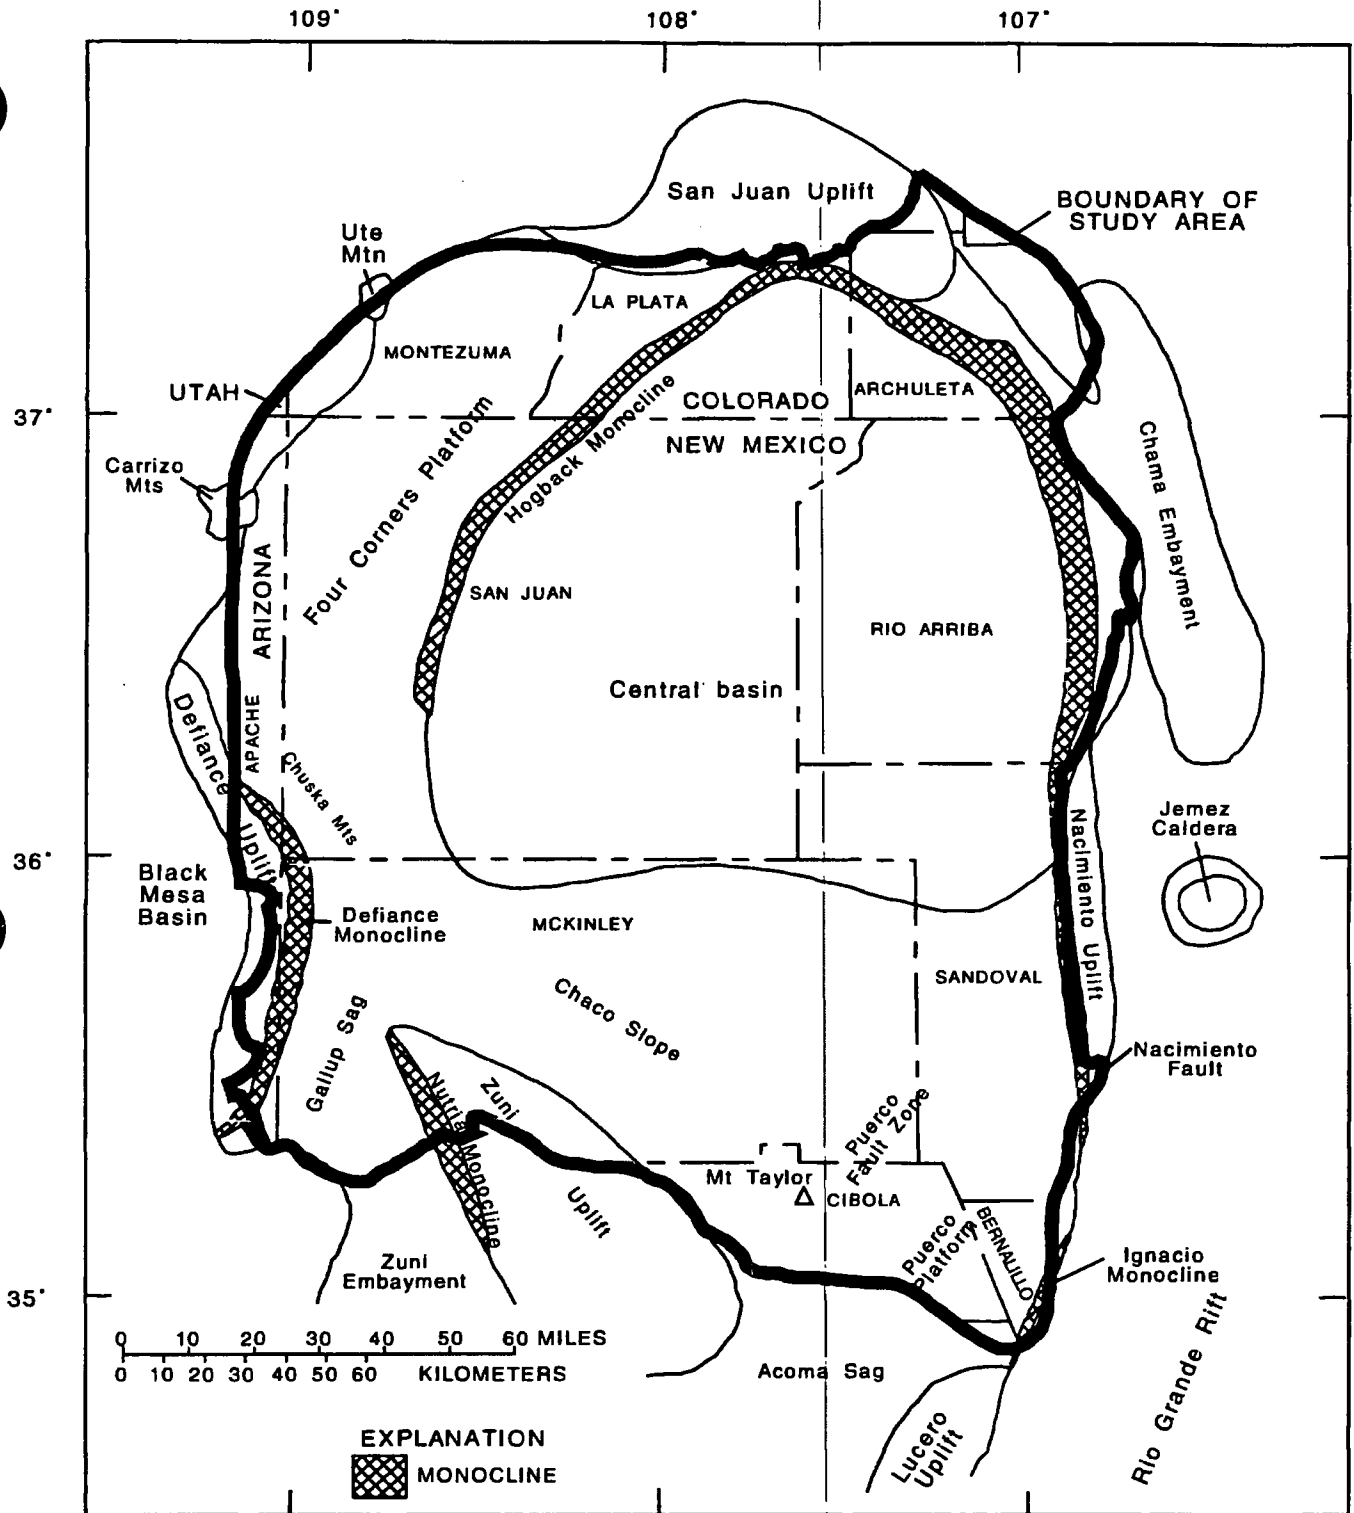 109°
108°
107°
San Juan Uplift
BOUNDARY OF
STUDY AREA
Ute
Mtn
LA PLATA
MONTEZUMA
UTAH
COLORADO
ARCHULETA
37°
NEW MEXICO
Hogback Monocline
Four Corners Platform
Carrizo
Mts
Chama Embayment
ARIZONA
SAN JUAN
RIO ARRIBA
Central basin
APACHE
Defiance
Uplift
Chuska Mts
Jemez
Caldera
36°
Black
Mesa
Basin
Defiance
Monocline
MCKINLEY
Nacimiento Uplift
SANDOVAL
Chaco Slope
Gallup Sag
Nacimiento
Fault
Nutria Monocline
Zuni
Uplift
Puerco
Fault Zone
Mt Taylor
CIBOLA
Puerco
Platform
BERNALILLO
Zuni
Embayment
Ignacio
Monocline
35°
Rio Grande Rift
0 10 20 30 40 50 60 MILES
0 10 20 30 40 50 60 KILOMETERS
Acoma Sag
Lucero
Uplift
EXPLANATION
MONOCLINE